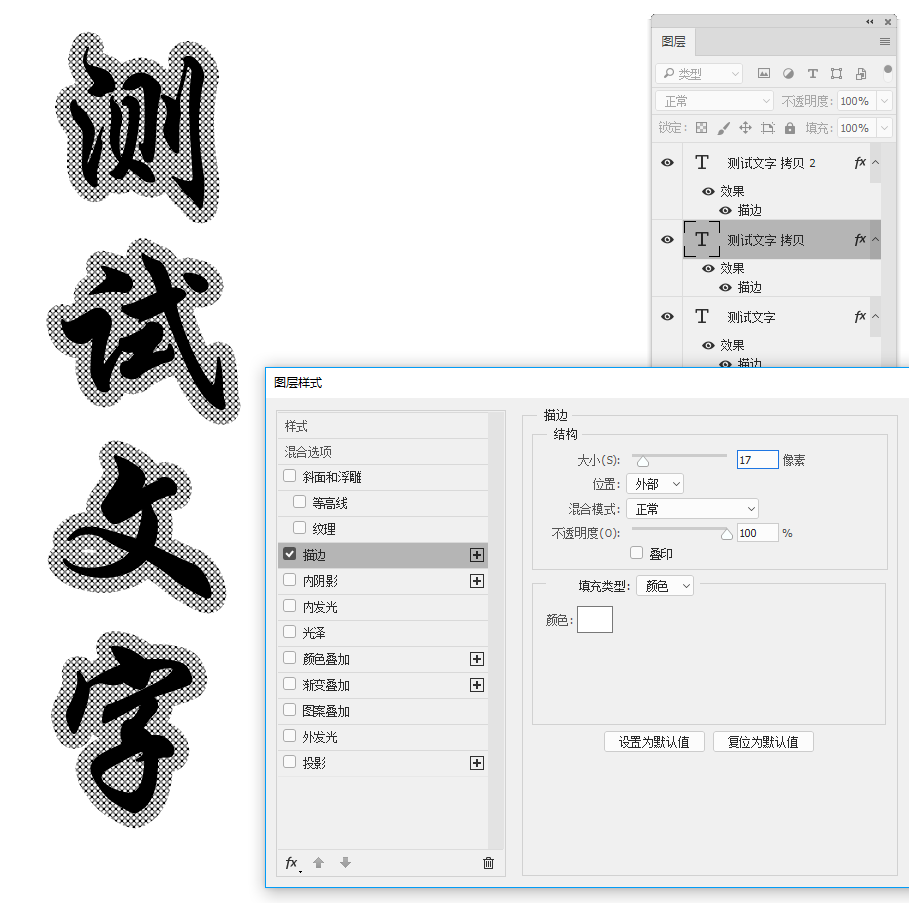 测
试
文
字
图层
类型
正常 不透明度: 100%
锁定: 填充: 100%
T 测试文字 拷贝 2 fx
效果
描边
T 测试文字 拷贝 fx
效果
描边
T 测试文字 fx
效果
描边
图层样式
样式
混合选项
斜面和浮雕
等高线
纹理
描边
内阴影
内发光
光泽
颜色叠加
渐变叠加
图案叠加
外发光
投影
fx
描边
结构
大小(S): 17 像素
位置: 外部
混合模式: 正常
不透明度(O): 100 %
叠印
填充类型: 颜色
颜色:
设置为默认值 复位为默认值